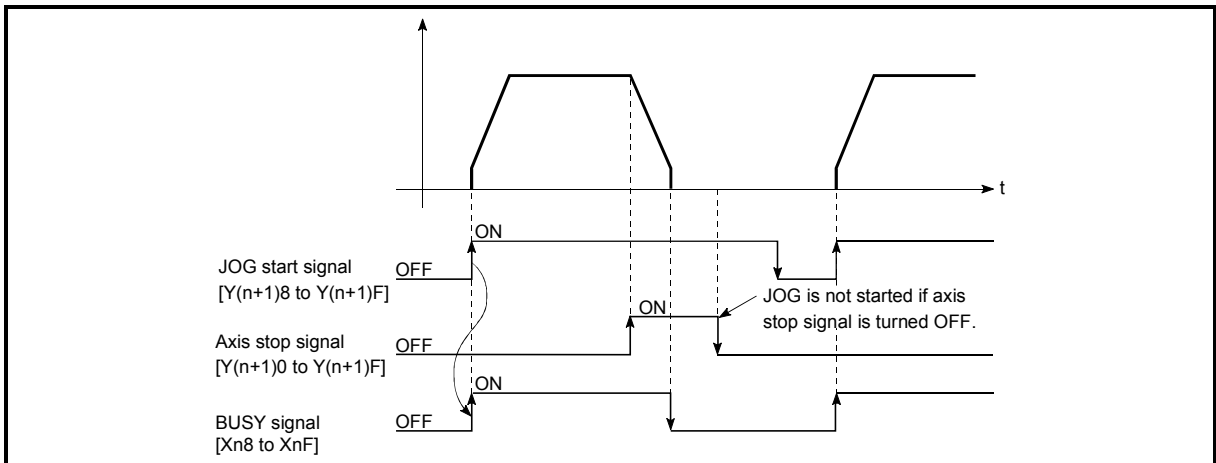 t
ON
JOG start signal
OFF
[Y(n+1)8 to Y(n+1)F]
JOG is not started if axis
stop signal is turned OFF.
ON
Axis stop signal
OFF
[Y(n+1)0 to Y(n+1)F]
ON
BUSY signal
OFF
[Xn8 to XnF]